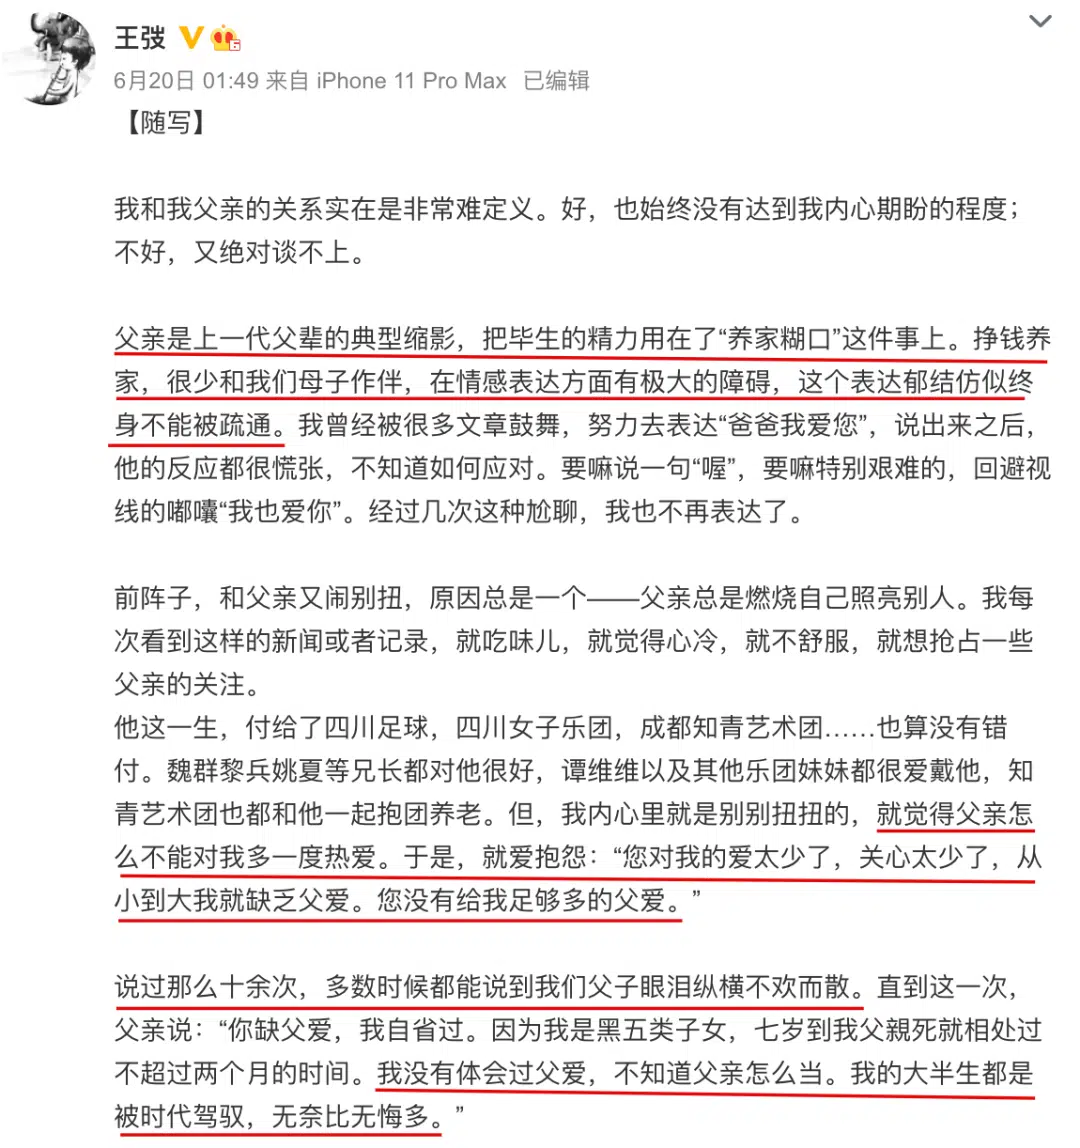 王弢
6月20日 01:49 来自 iPhone 11 Pro Max 已编辑
【随写】
我和我父亲的关系实在是非常难定义。好，也始终没有达到我内心期盼的程度；
不好，又绝对谈不上。
父亲是上一代父辈的典型缩影，把毕生的精力用在了“养家糊口”这件事上。挣钱养
家，很少和我们母子作伴，在情感表达方面有极大的障碍，这个表达郁结仿似终
身不能被疏通。我曾经被很多文章鼓舞，努力去表达“爸爸我爱您”，说出来之后，
他的反应都很慌张，不知道如何应对。要嘛说一句“喔”，要嘛特别艰难的，回避视
线的嘟囔“我也爱你”。经过几次这种尬聊，我也不再表达了。
前阵子，和父亲又闹别扭，原因总是一个——父亲总是燃烧自己照亮别人。我每
次看到这样的新闻或者记录，就吃味儿，就觉得心冷，就不舒服，就想抢占一些
父亲的关注。
他这一生，付给了四川足球，四川女子乐团，成都知青艺术团……也算没有错
付。魏群黎兵姚夏等兄长都对他很好，谭维维以及其他乐团妹妹都很爱戴他，知
青艺术团也都和他一起抱团养老。但，我内心里就是别别扭扭的，就觉得父亲怎
么不能对我多一度热爱。于是，就爱抱怨：“您对我的爱太少了，关心太少了，从
小到大我就缺乏父爱。您没有给我足够多的父爱。”
说过那么十余次，多数时候都能说到我们父子眼泪纵横不欢而散。直到这一次，
父亲说：“你缺父爱，我自省过。因为我是黑五类子女，七岁到我父親死就相处过
不超过两个月的时间。我没有体会过父爱，不知道父亲怎么当。我的大半生都是
被时代驾驭，无奈比无悔多。”